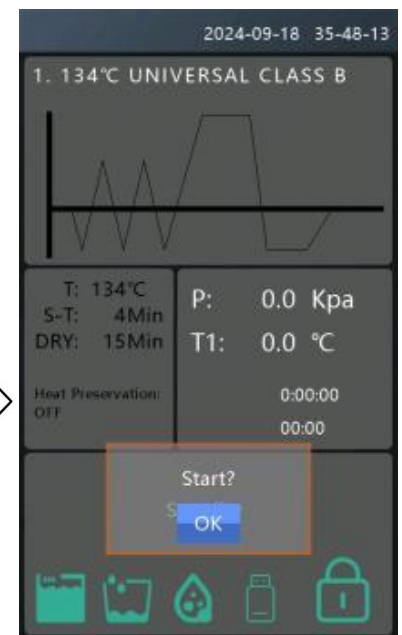 2024-09-18 35-48-13
1. 134℃ UNIVERSAL CLASS B
T: 134℃
S-T: 4Min
DRY: 15Min
Heat Preservation:
OFF
P: 0.0 Kpa
T1: 0.0 ℃
0:00:00
00:00
Start?
OK